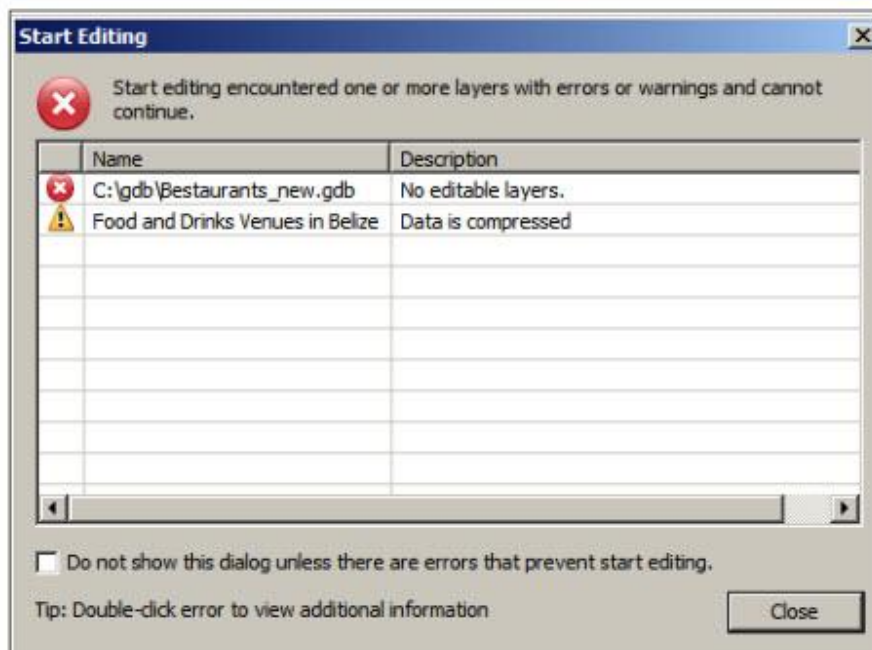 Start Editing
Start editing encountered one or more layers with errors or warnings and cannot
continue.
Name Description
C:\gdb\Bestaurants_new.gdb No editable layers.
Food and Drinks Venues in Belize Data is compressed
Do not show this dialog unless there are errors that prevent start editing.
Tip: Double-click error to view additional information
Close